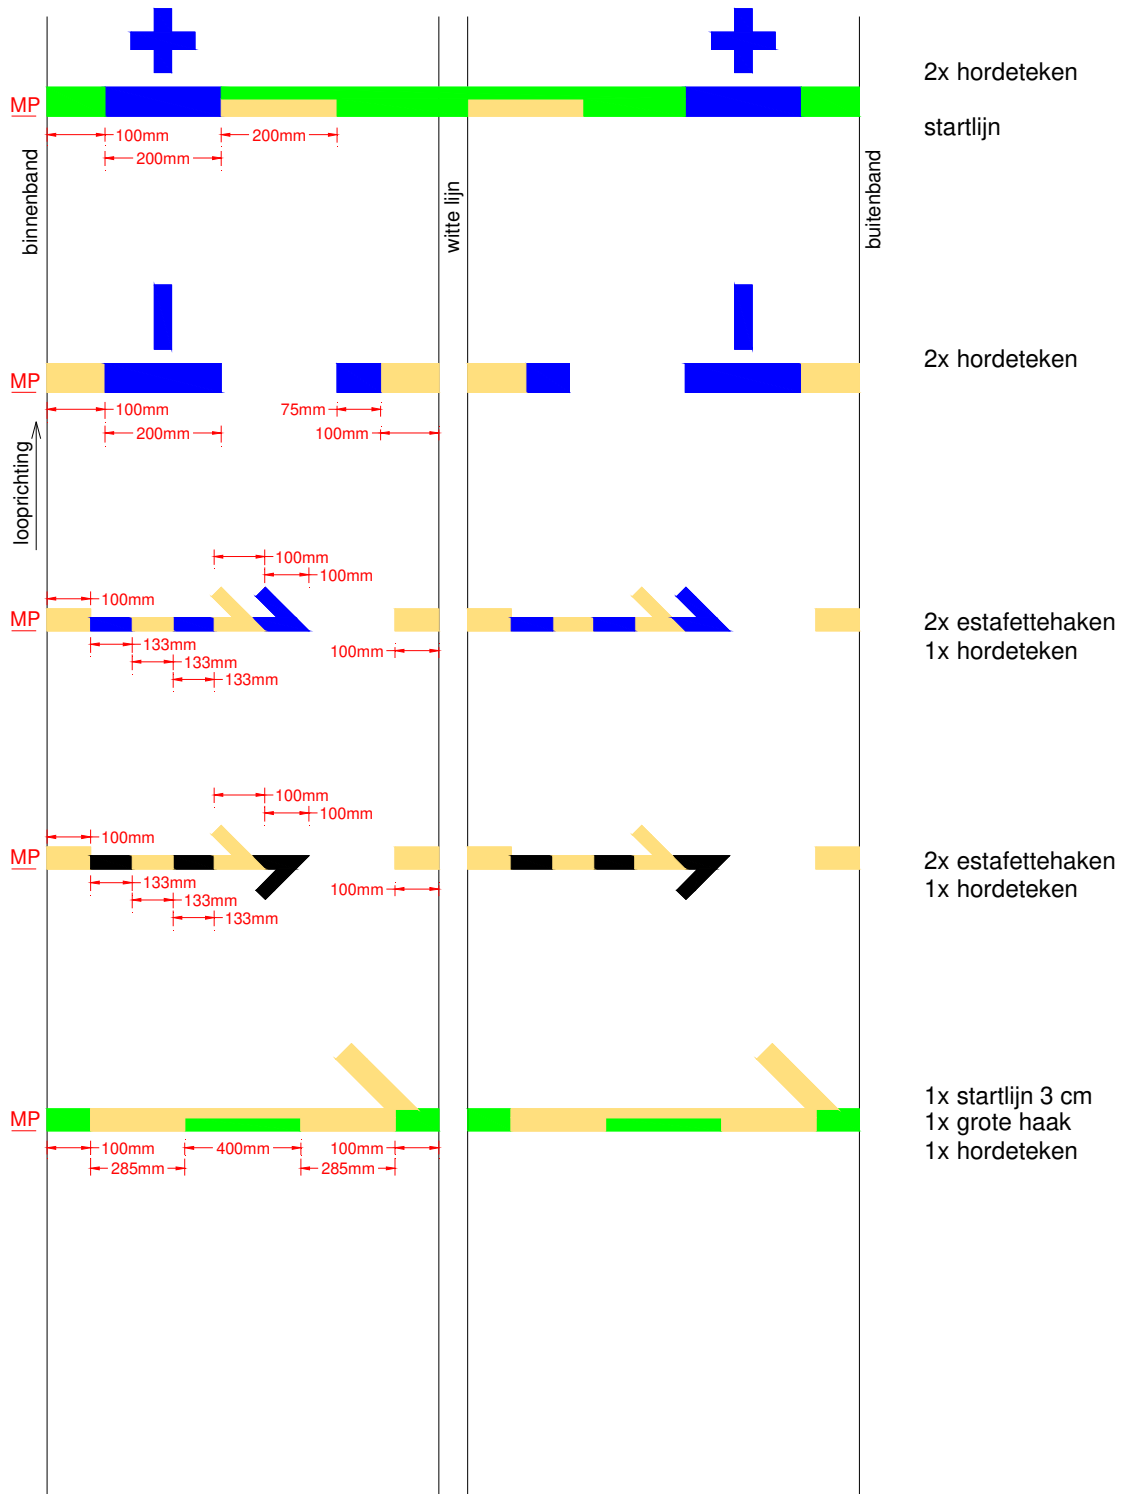 2x hordeteken
MP
startlijn
100mm
200mm
200mm
binnenband
witte lijn
buitenband
2x hordeteken
MP
100mm
75mm
200mm
100mm
looprichting
100mm
100mm
100mm
MP
2x estafettehaken
133mm
100mm
1x hordeteken
133mm
133mm
100mm
100mm
100mm
MP
2x estafettehaken
133mm
100mm
1x hordeteken
133mm
133mm
1x startlijn 3 cm
MP
1x grote haak
100mm
400mm
100mm
1x hordeteken
285mm
285mm